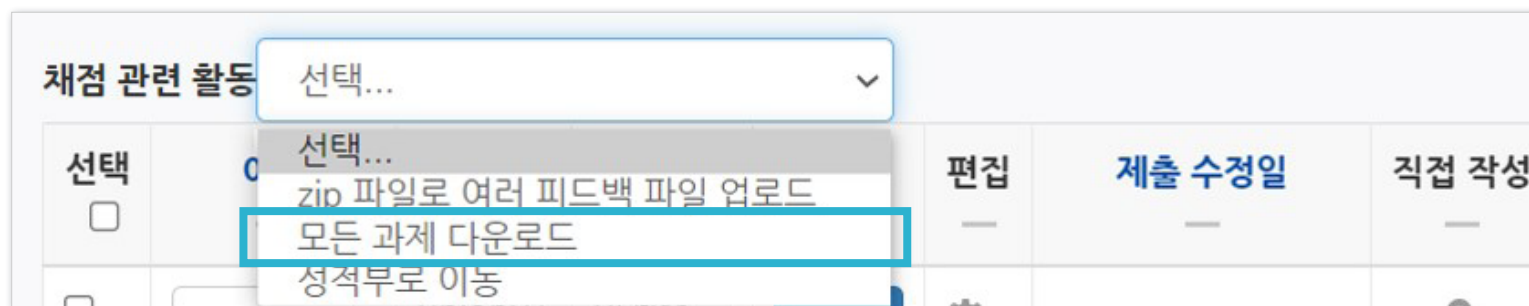 채점 관련 활동 선택...
선택 선택... 편집 제출 수정일 직접 작성
zip 파일로 여러 피드백 파일 업로드
모든 과제 다운로드
성적부로 이동